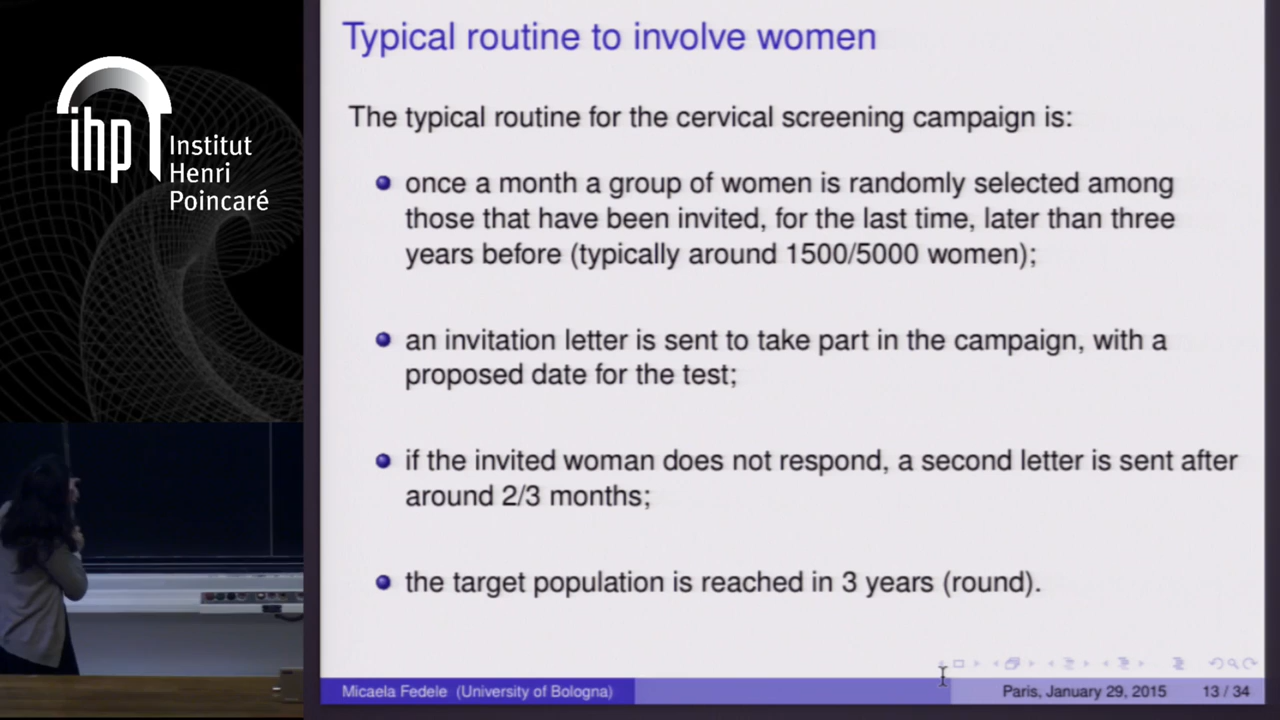 ihp
Institut
Henri
Poincaré
Typical routine to involve women
The typical routine for the cervical screening campaign is:
once a month a group of women is randomly selected among
those that have been invited, for the last time, later than three
years before (typically around 1500/5000 women);
an invitation letter is sent to take part in the campaign, with a
proposed date for the test;
if the invited woman does not respond, a second letter is sent after
around 2/3 months;
the target population is reached in 3 years (round).
Micaela Fedele (University of Bologna)
Paris, January 29, 2015
13 / 34